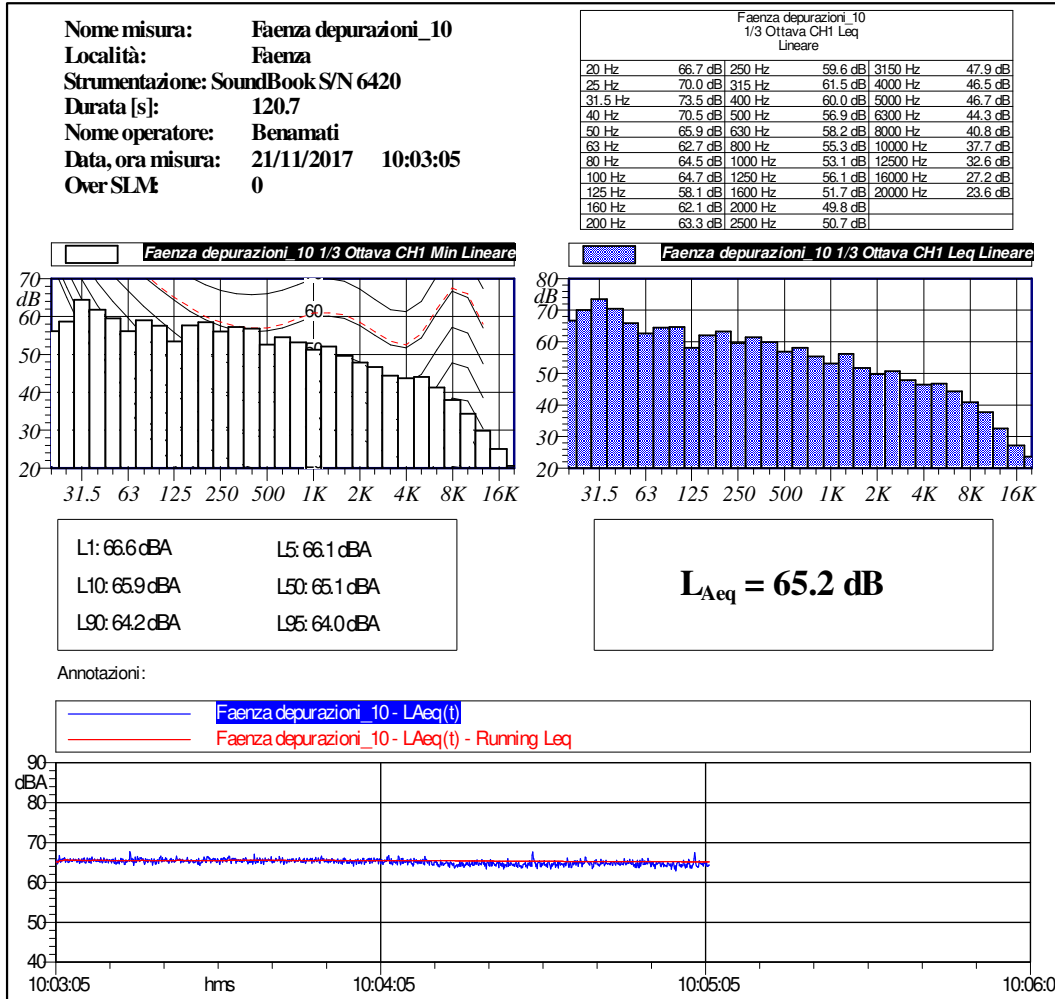 Nome misura: Faenza depurazioni_10
Località: Faenza
Strumentazione: SoundBook S/N 6420
Durata [s]: 120.7
Nome operatore: Benamati
Data, ora misura: 21/11/2017 10:03:05
Over SLM: 0
Faenza depurazioni_10
1/3 Ottava CH1 Leq
Lineare
20 Hz 66.7 dB 250 Hz 59.6 dB 3150 Hz 47.9 dB
25 Hz 70.0 dB 315 Hz 61.5 dB 4000 Hz 46.5 dB
31.5 Hz 73.5 dB 400 Hz 60.0 dB 5000 Hz 46.7 dB
40 Hz 70.5 dB 500 Hz 56.9 dB 6300 Hz 44.3 dB
50 Hz 65.9 dB 630 Hz 58.2 dB 8000 Hz 40.8 dB
63 Hz 62.7 dB 800 Hz 55.3 dB 10000 Hz 37.7 dB
80 Hz 64.5 dB 1000 Hz 53.1 dB 12500 Hz 32.6 dB
100 Hz 64.7 dB 1250 Hz 56.1 dB 16000 Hz 27.2 dB
125 Hz 58.1 dB 1600 Hz 51.7 dB 20000 Hz 23.6 dB
160 Hz 62.1 dB 2000 Hz 49.8 dB
200 Hz 63.3 dB 2500 Hz 50.7 dB
Faenza depurazioni_10 1/3 Ottava CH1 Min Lineare
70
dB
60
50
40
30
20
60
31.5 63 125 250 500 1K 2K 4K 8K 16K
Faenza depurazioni_10 1/3 Ottava CH1 Leq Lineare
80
dB
70
60
50
40
30
20
31.5 63 125 250 500 1K 2K 4K 8K 16K
L1: 66.6 dBA L5: 66.1 dBA
L10: 65.9 dBA L50: 65.1 dBA
L90: 64.2 dBA L95: 64.0 dBA
LAeq = 65.2 dB
Annotazioni:
Faenza depurazioni_10 - LAeq(t)
Faenza depurazioni_10 - LAeq(t) - Running Leq
90
dBA
80
70
60
50
40
10:03:05 hms 10:04:05 10:05:05 10:06:0